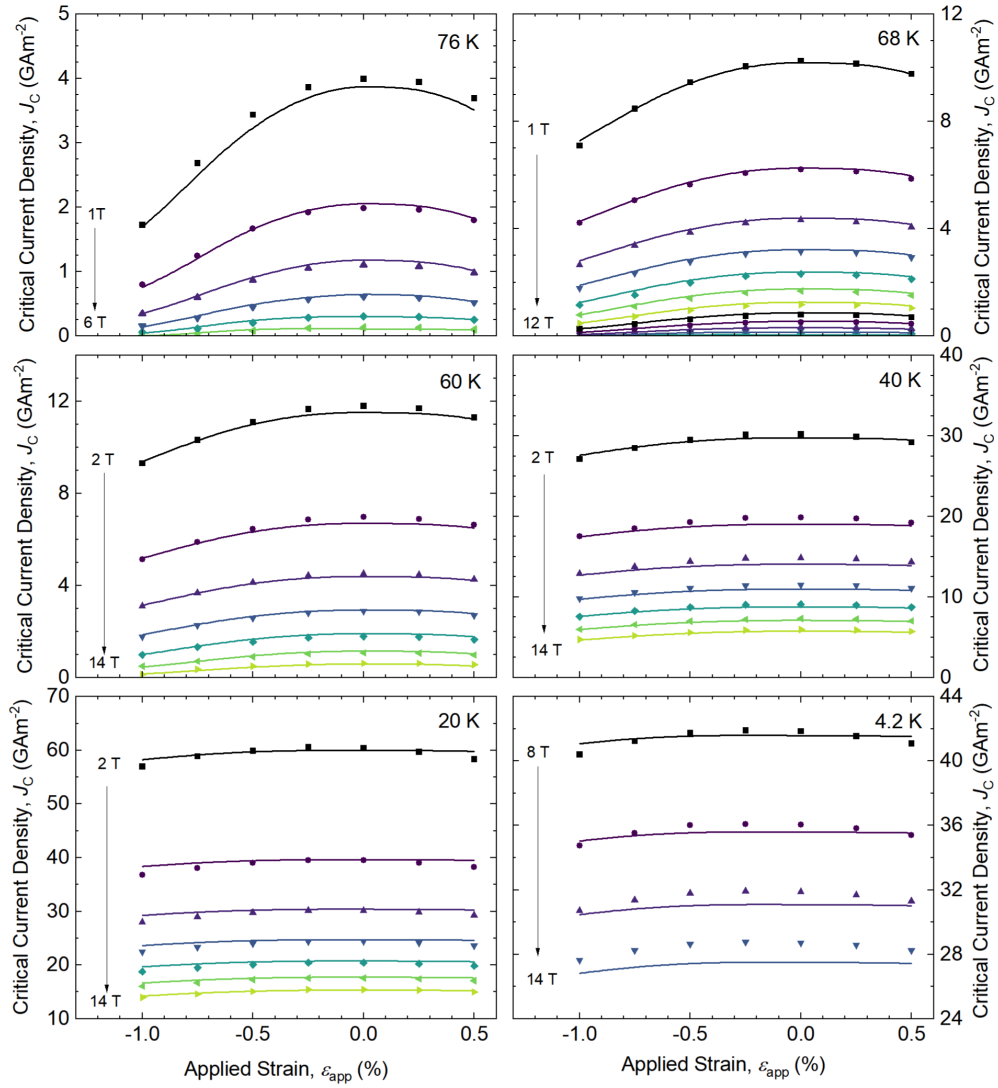 76 K
68 K
Critical Current Density, J_C (GAm⁻²)
5
4
3
2
1
0
1T
6 T
1 T
12 T
12
8
4
0
Critical Current Density, J_C (GAm⁻²)
60 K
40 K
Critical Current Density, J_C (GAm⁻²)
12
9
6
3
0
2 T
14 T
2 T
14 T
40
30
20
10
0
Critical Current Density, J_C (GAm⁻²)
20 K
4.2 K
Critical Current Density, J_C (GAm⁻²)
70
60
50
40
30
20
10
2 T
14 T
8 T
14 T
44
40
36
32
28
24
Critical Current Density, J_C (GAm⁻²)
-1.0 -0.5 0.0 0.5
-1.0 -0.5 0.0 0.5
Applied Strain, ε_app (%)
Applied Strain, ε_app (%)